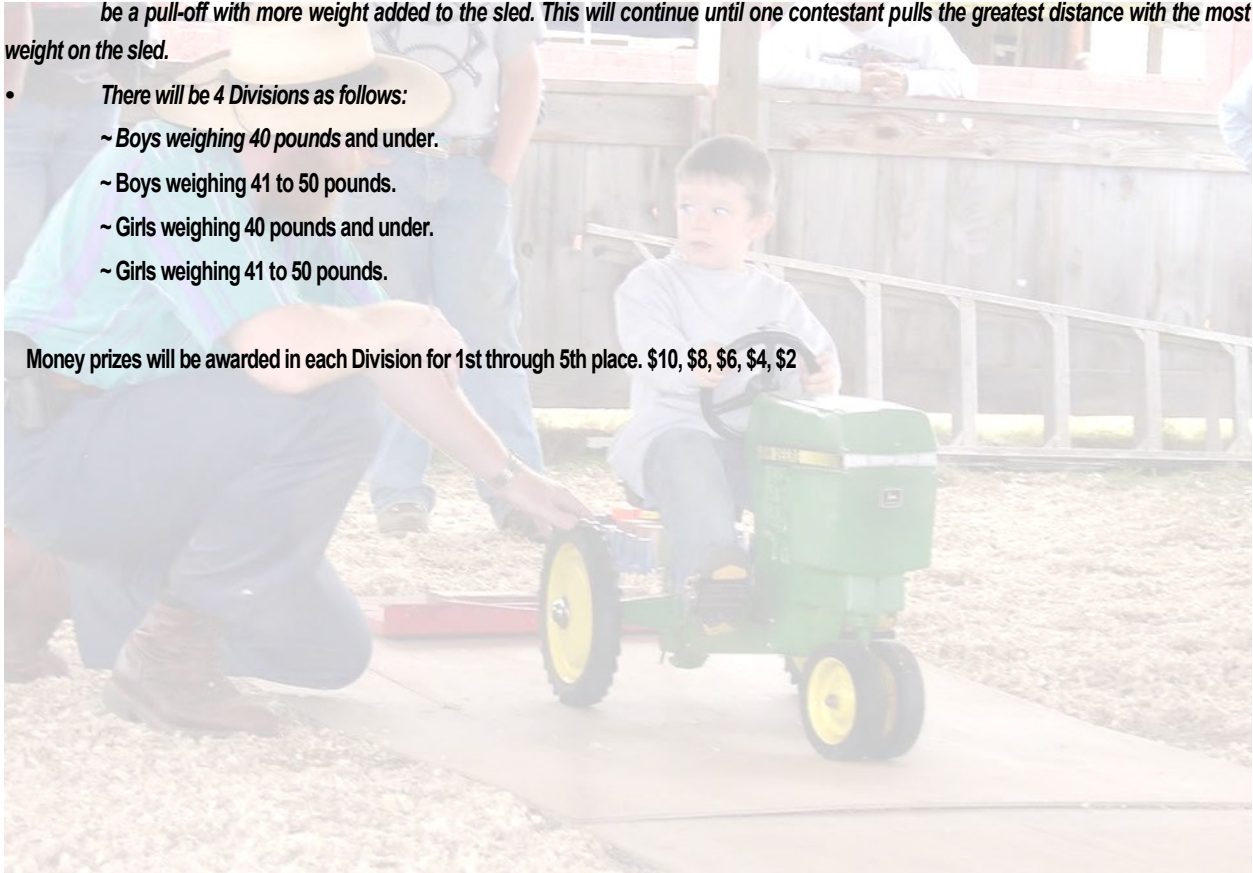 be a pull-off with more weight added to the sled. This will continue until one contestant pulls the greatest distance with the most
weight on the sled.
• There will be 4 Divisions as follows:
~ Boys weighing 40 pounds and under.
~ Boys weighing 41 to 50 pounds.
~ Girls weighing 40 pounds and under.
~ Girls weighing 41 to 50 pounds.
Money prizes will be awarded in each Division for 1st through 5th place. $10, $8, $6, $4, $2